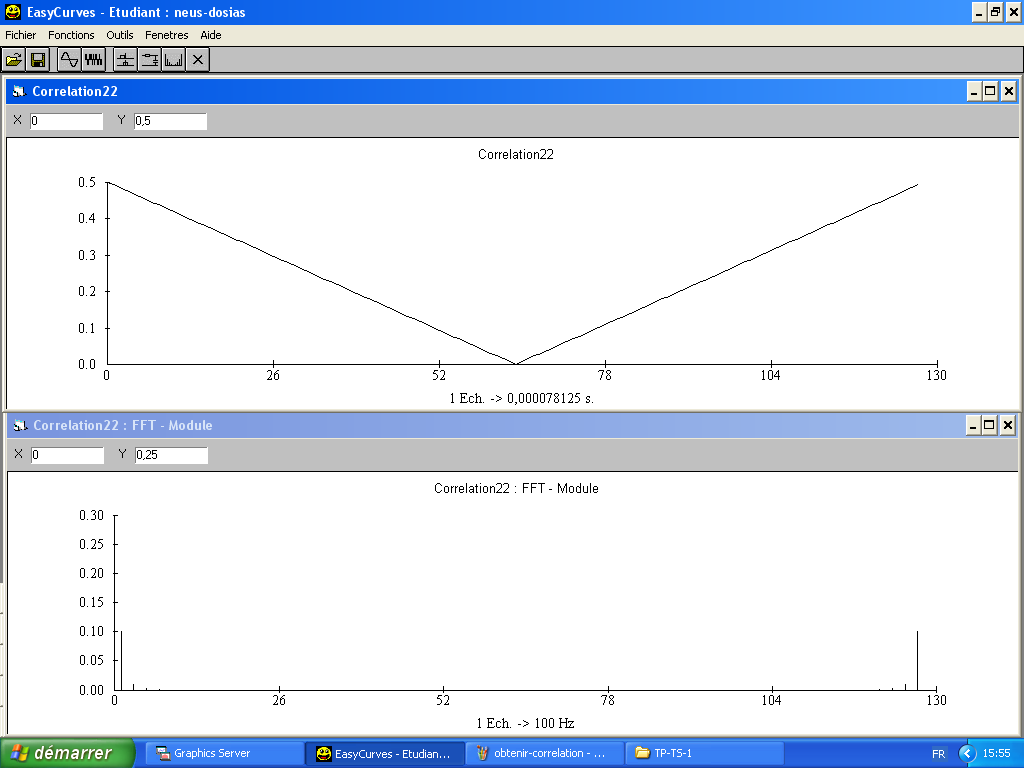 EasyCurves - Etudiant : neus-dosias
Fichier Fonctions Outils Fenetres Aide
Correlation22
X 0 Y 0,5
Correlation22
0.5
0.4
0.3
0.2
0.1
0.0
0 26 52 78 104 130
1 Ech. -> 0,000078125 s.
Correlation22 : FFT - Module
X 0 Y 0,25
Correlation22 : FFT - Module
0.30
0.25
0.20
0.15
0.10
0.05
0.00
0 26 52 78 104 130
1 Ech. -> 100 Hz
démarrer Graphics Server EasyCurves - Etudian... obtenir-correlation - ... TP-TS-1 FR 15:55